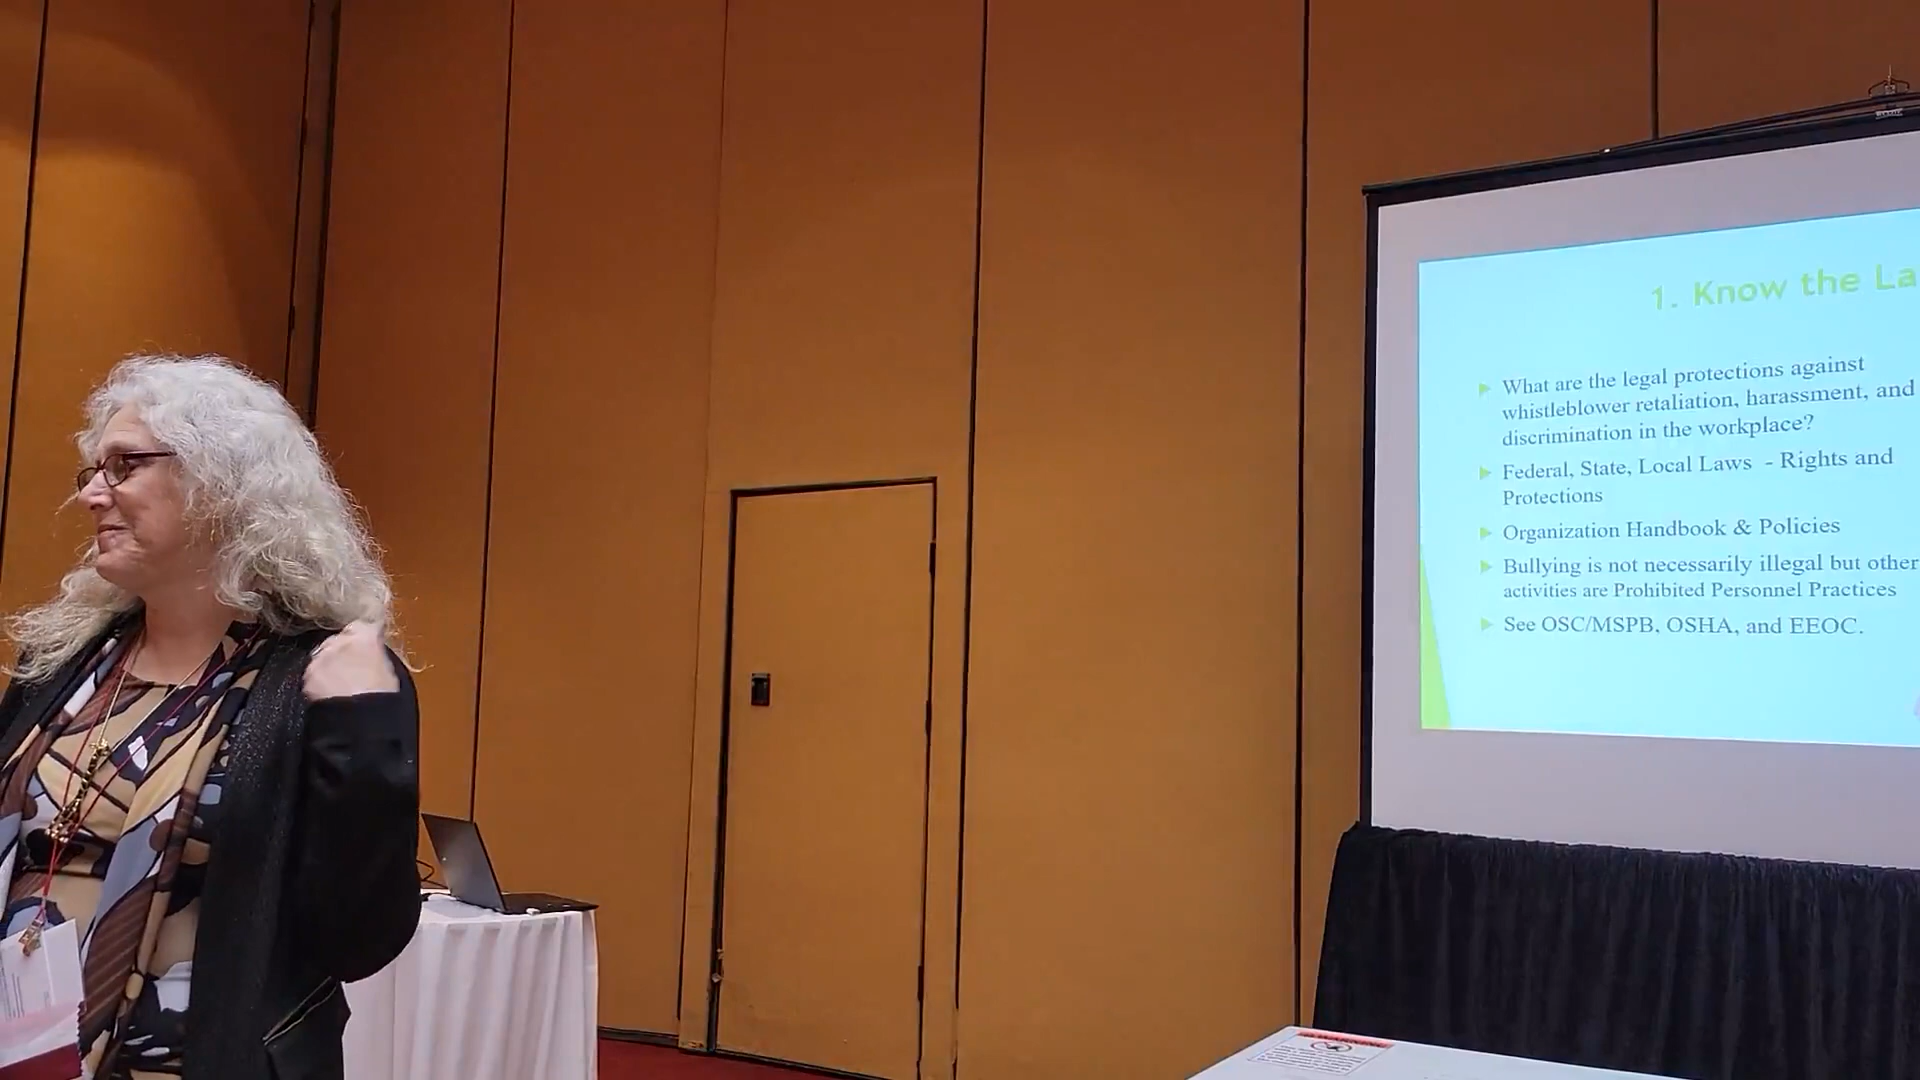 1. Know the La
What are the legal protections against
whistleblower retaliation, harassment, and
discrimination in the workplace?
Federal, State, Local Laws - Rights and
Protections
Organization Handbook & Policies
Bullying is not necessarily illegal but other
activities are Prohibited Personnel Practices
See OSC/MSPB, OSHA, and EEOC.